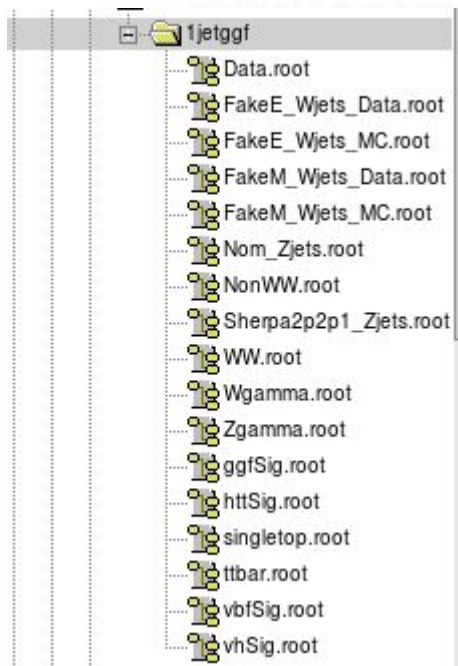 1jetggf
Data.root
FakeE_Wjets_Data.root
FakeE_Wjets_MC.root
FakeM_Wjets_Data.root
FakeM_Wjets_MC.root
Nom_Zjets.root
NonWW.root
Sherpa2p2p1_Zjets.root
WW.root
Wgamma.root
Zgamma.root
ggfSig.root
httSig.root
singletop.root
ttbar.root
vbfSig.root
vhSig.root